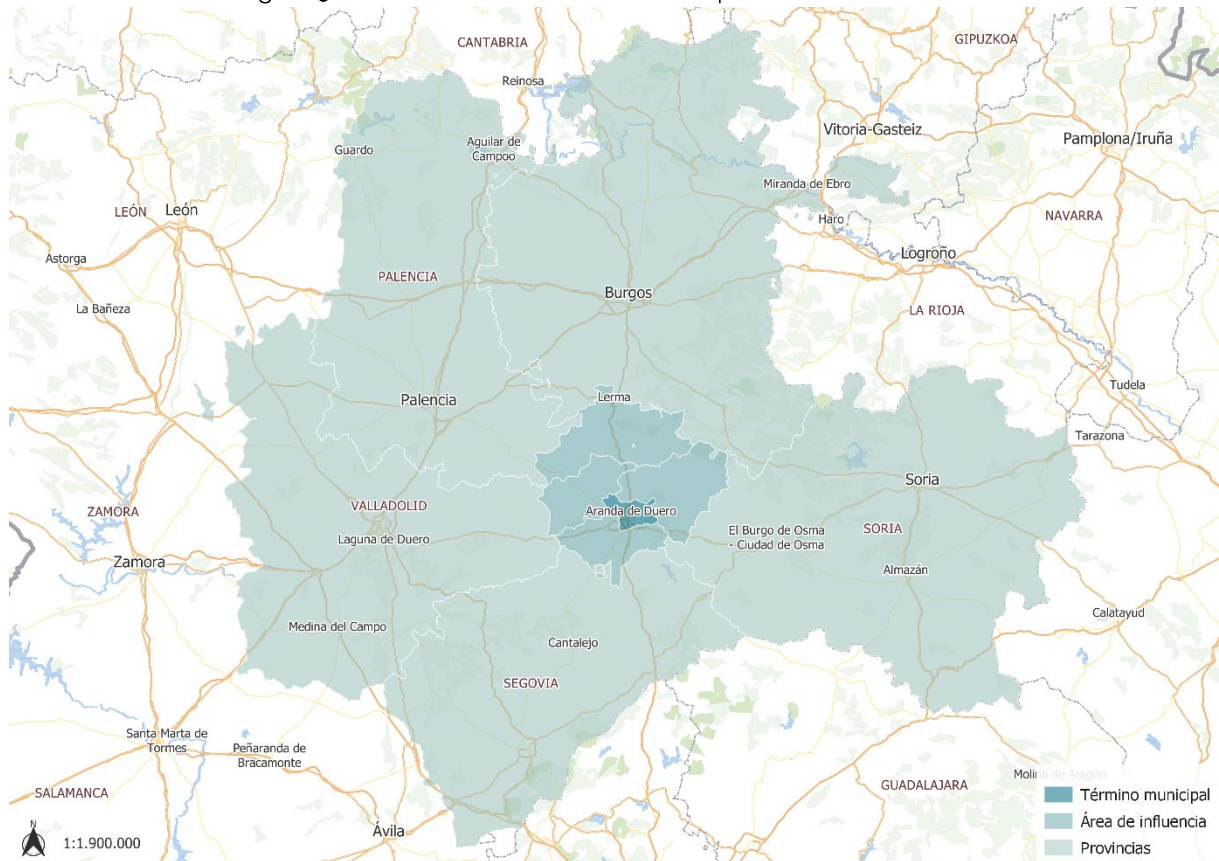 CANTABRIA
GIPUZKOA
Reinosa
Vitoria-Gasteiz
Pamplona/Iruña
Guardo
Aguilar de
Campoo
Miranda de Ebro
LEÓN
León
Haro
NAVARRA
Logroño
Astorga
PALENCIA
La Bañeza
Burgos
LA RIOJA
Tudela
Palencia
Lerma
Tarazona
Soria
ZAMORA
VALLADOLID
Aranda de Duero
El Burgo de Osma
- Ciudad de Osma
SORIA
Laguna de Duero
Zamora
Almazán
Calatayud
Medina del Campo
Cantalejo
SEGOVIA
Santa Marta de
Tormes
Peñaranda de
Bracamonte
Molina de Aragón
GUADALAJARA
SALAMANCA
Ávila
N
1:1.900.000
Término municipal
Área de influencia
Provincias